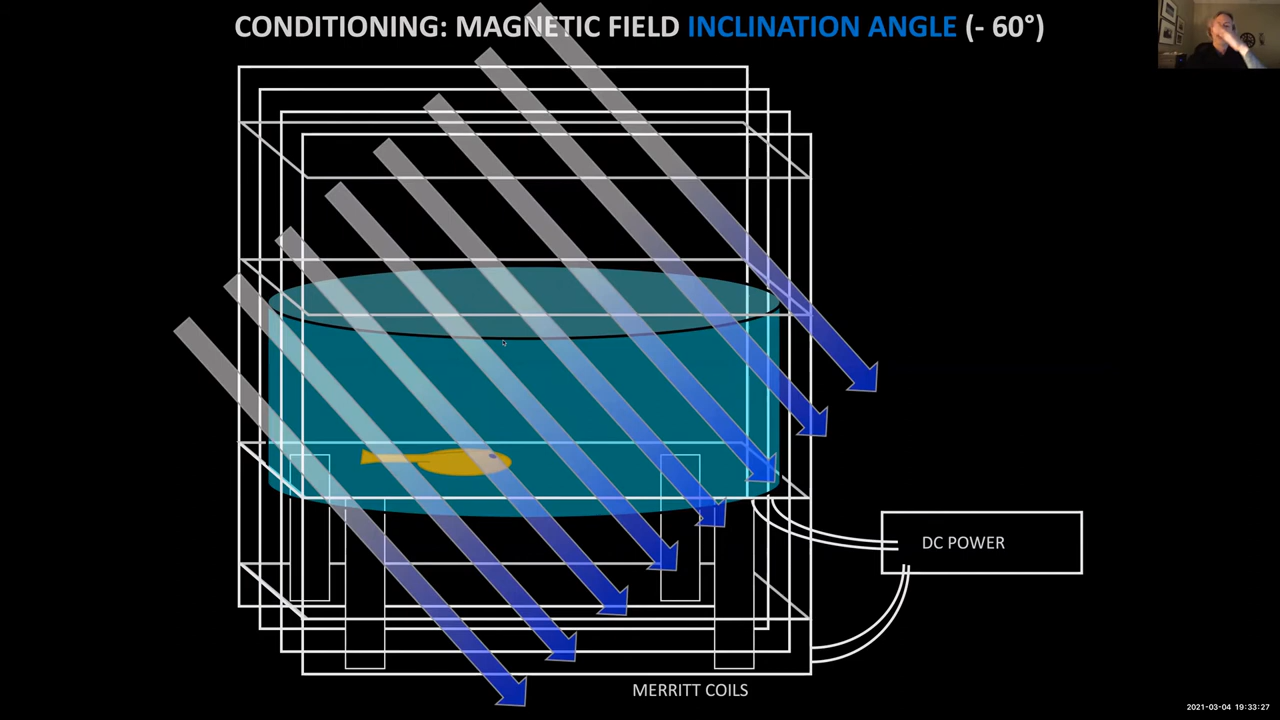 CONDITIONING: MAGNETIC FIELD INCLINATION ANGLE (- 60°)
DC POWER
MERRITT COILS
2021-03-04 19:33:27